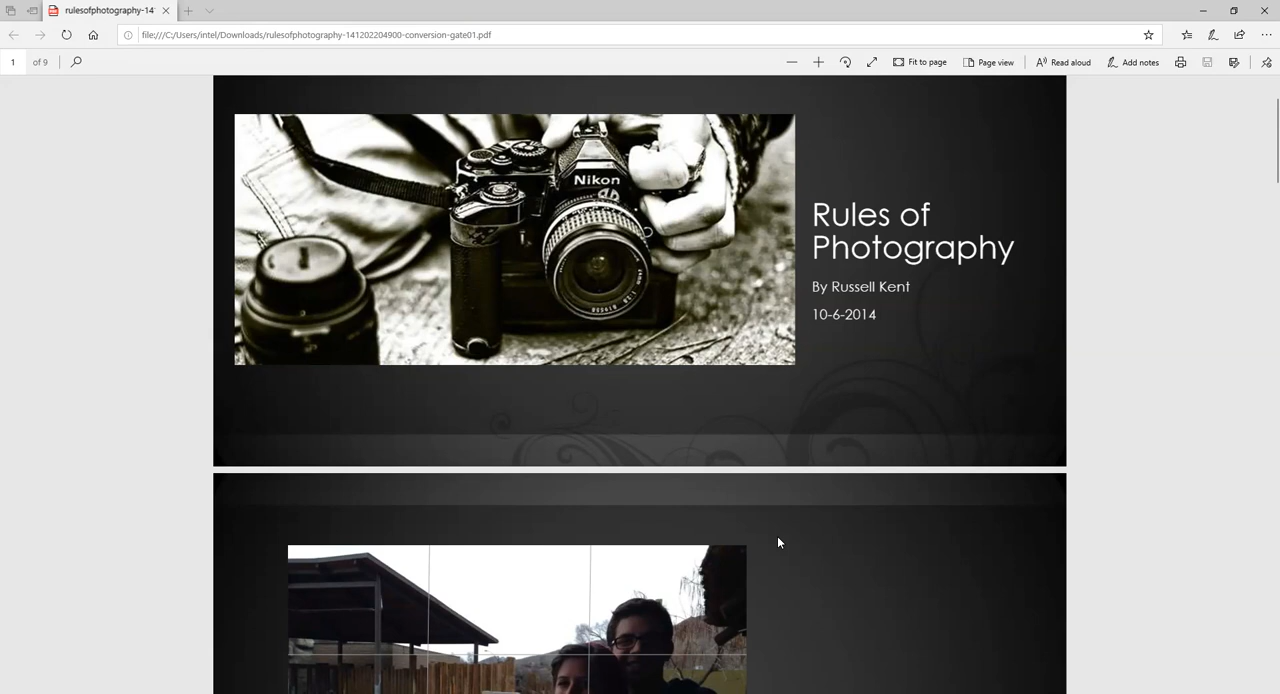 rulesofphotography-14
file:///C:/Users/intel/Downloads/rulesofphotography-141202204900-conversion-gate01.pdf
1 of 9
Fit to page
Page view
Read aloud
Add notes
Nikon
Rules of
Photography
By Russell Kent
10-6-2014